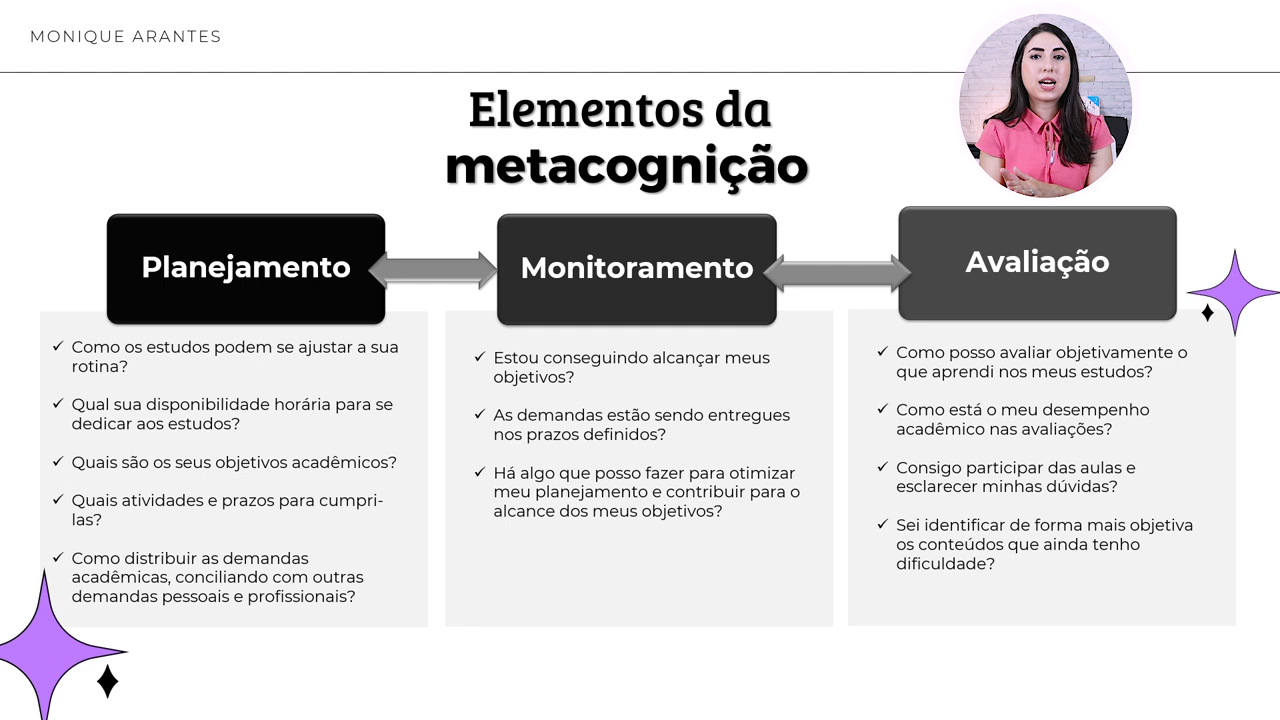 MONIQUE ARANTES
Elementos da
metacognição
Planejamento
Como os estudos podem se ajustar a sua
rotina?
Qual sua disponibilidade horária para se
dedicar aos estudos?
Quais são os seus objetivos acadêmicos?
Quais atividades e prazos para cumpri-
las?
Como distribuir as demandas
acadêmicas, conciliando com outras
demandas pessoais e profissionais?
Monitoramento
Estou conseguindo alcançar meus
objetivos?
As demandas estão sendo entregues
nos prazos definidos?
Há algo que posso fazer para otimizar
meu planejamento e contribuir para o
alcance dos meus objetivos?
Avaliação
Como posso avaliar objetivamente o
que aprendi nos meus estudos?
Como está o meu desempenho
acadêmico nas avaliações?
Consigo participar das aulas e
esclarecer minhas dúvidas?
Sei identificar de forma mais objetiva
os conteúdos que ainda tenho
dificuldade?